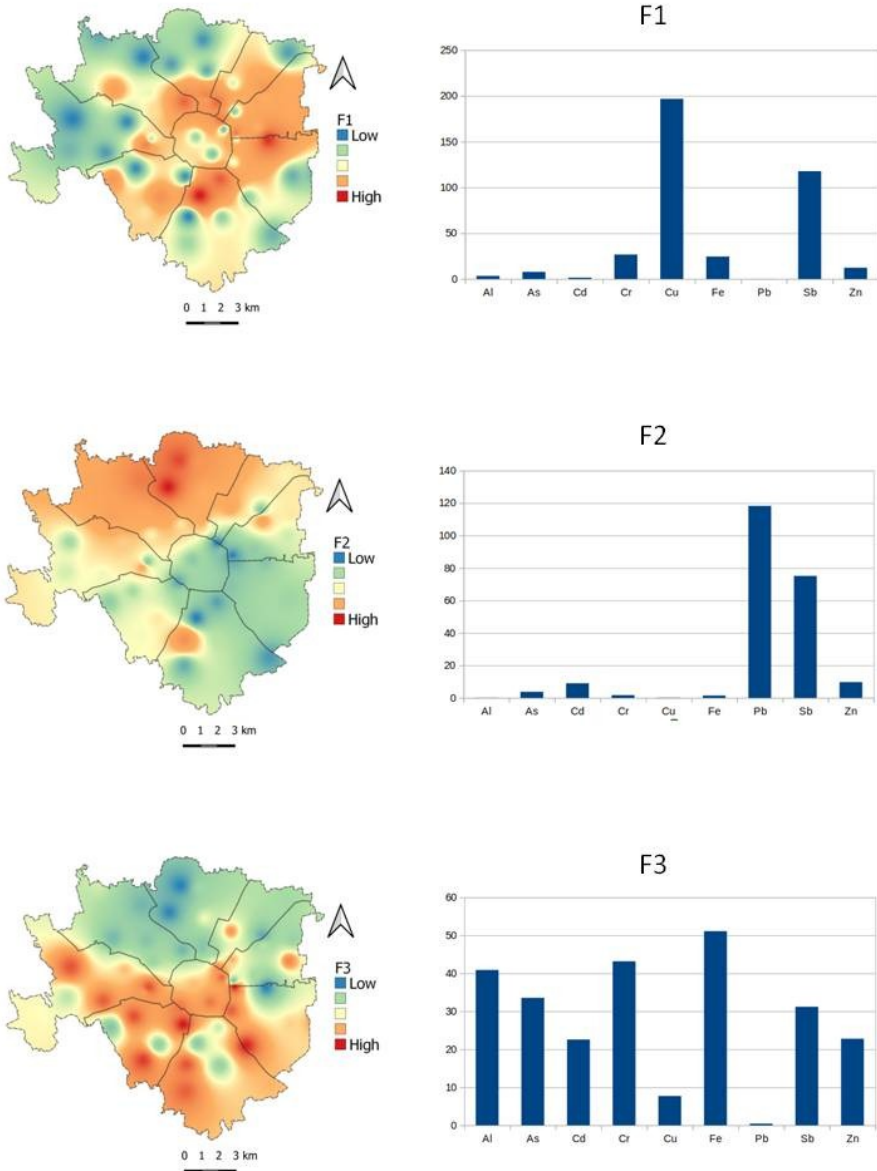 F1
F1
Low
High
0 1 2 3 km
250
200
150
100
50
0
Al As Cd Cr Cu Fe Pb Sb Zn
F2
F2
Low
High
0 1 2 3 km
140
120
100
80
60
40
20
0
Al As Cd Cr Cu Fe Pb Sb Zn
F3
F3
Low
High
0 1 2 3 km
60
50
40
30
20
10
0
Al As Cd Cr Cu Fe Pb Sb Zn